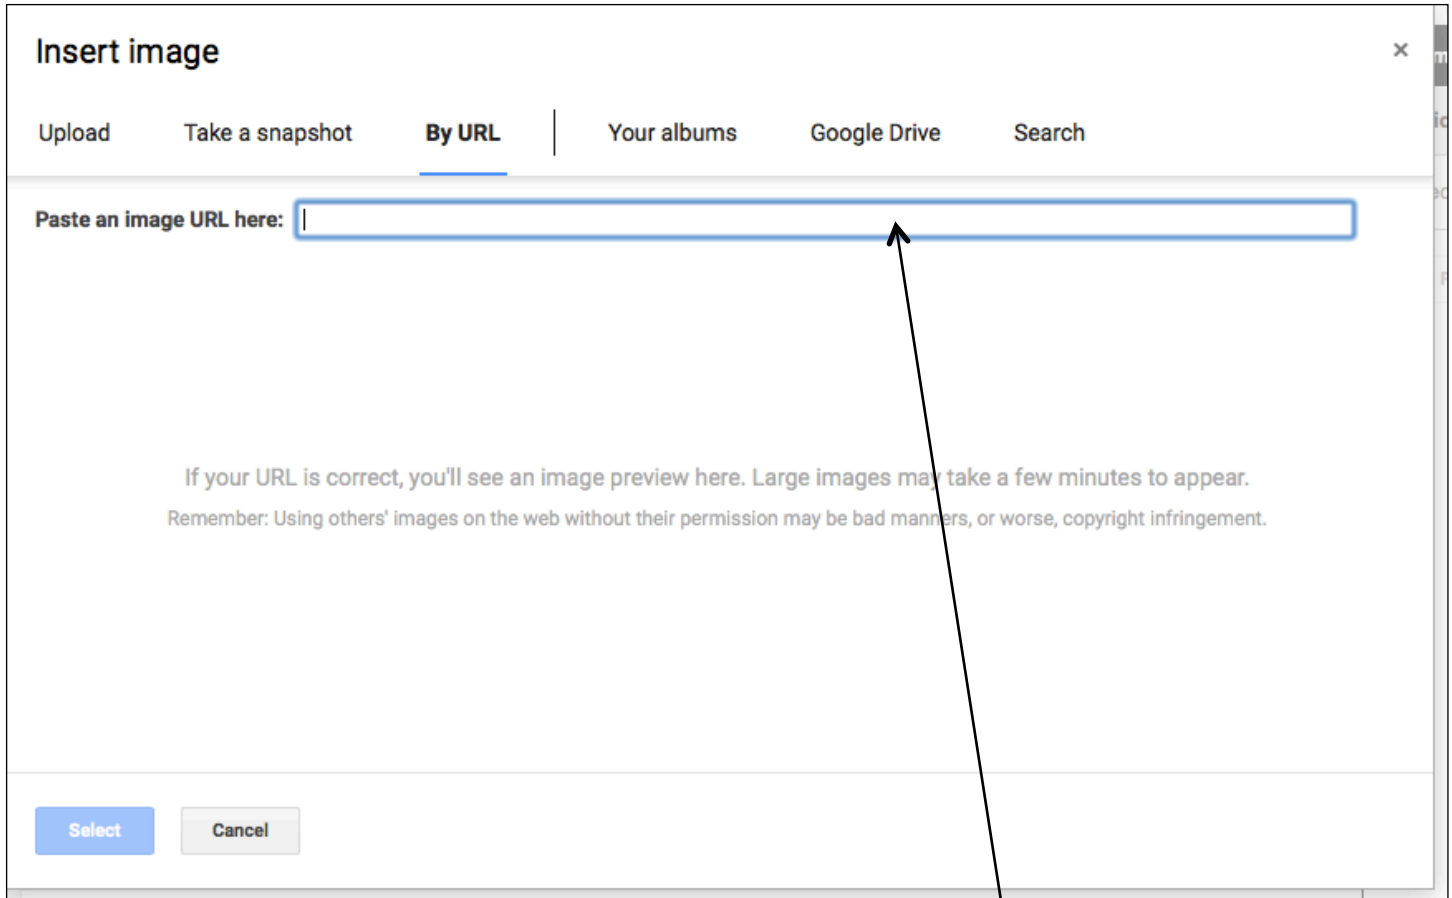 Insert image
×
Upload Take a snapshot By URL Your albums Google Drive Search
Paste an image URL here:
If your URL is correct, you'll see an image preview here. Large images may take a few minutes to appear.
Remember: Using others' images on the web without their permission may be bad manners, or worse, copyright infringement.
Select Cancel